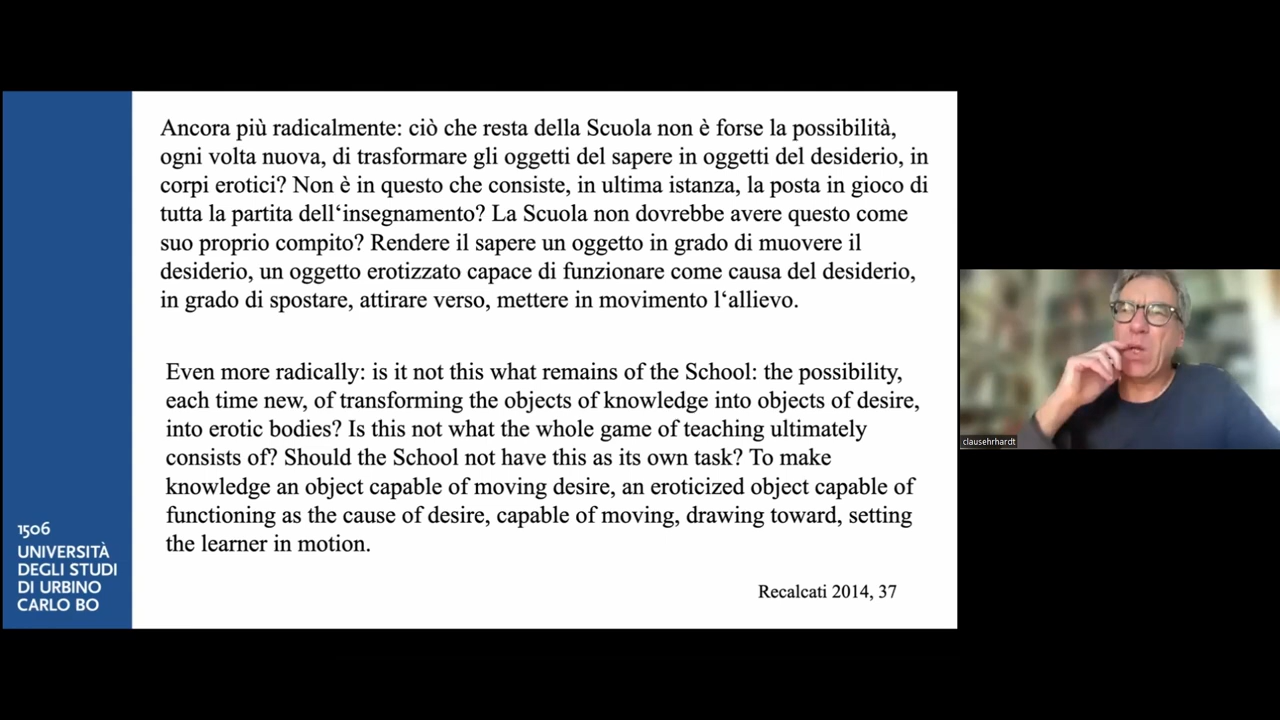 Ancora più radicalmente: ciò che resta della Scuola non è forse la possibilità,
ogni volta nuova, di trasformare gli oggetti del sapere in oggetti del desiderio, in
corpi erotici? Non è in questo che consiste, in ultima istanza, la posta in gioco di
tutta la partita dell‘insegnamento? La Scuola non dovrebbe avere questo come
suo proprio compito? Rendere il sapere un oggetto in grado di muovere il
desiderio, un oggetto erotizzato capace di funzionare come causa del desiderio,
in grado di spostare, attirare verso, mettere in movimento l‘allievo.
Even more radically: is it not this what remains of the School: the possibility,
each time new, of transforming the objects of knowledge into objects of desire,
into erotic bodies? Is this not what the whole game of teaching ultimately
consists of? Should the School not have this as its own task? To make
knowledge an object capable of moving desire, an eroticized object capable of
functioning as the cause of desire, capable of moving, drawing toward, setting
the learner in motion.
Recalcati 2014, 37
1506
UNIVERSITÀ
DEGLI STUDI
DI URBINO
CARLO BO
clausehrhardt